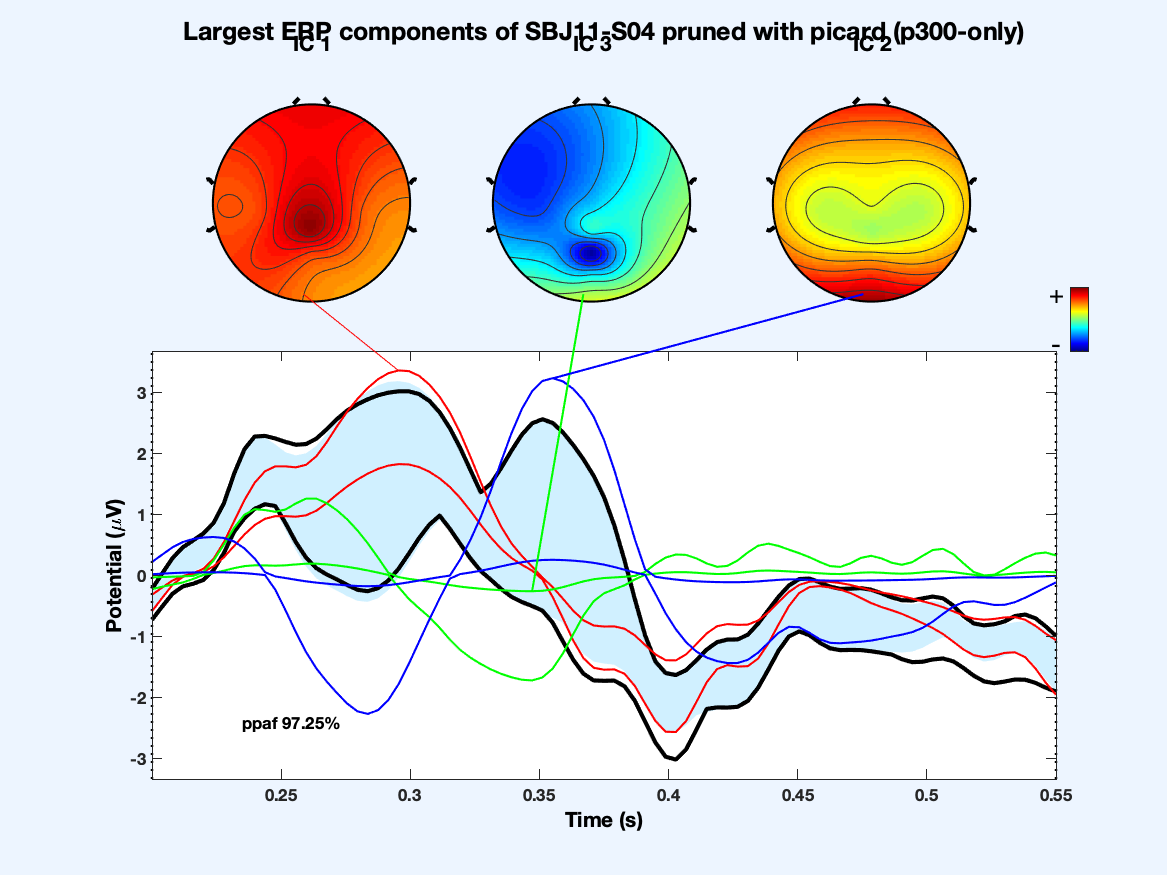 Largest ERP components of SBJ11-S04 pruned with picard (p300-only)
IC 1
IC 3
IC 2
+
-
Potential (μV)
3
2
1
0
-1
-2
-3
ppaf 97.25%
0.25
0.3
0.35
0.4
0.45
0.5
0.55
Time (s)